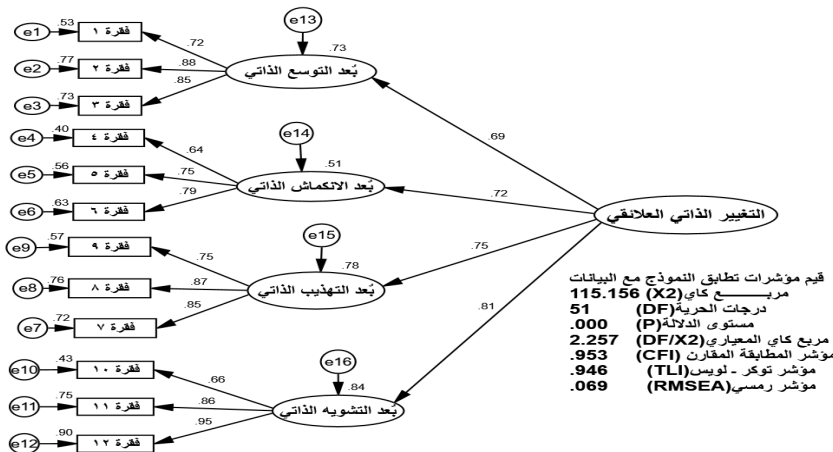 e13
.73
بُعد التوسع الذاتي
e1
.53
فقرة ١
.72
e2
.77
فقرة ٢
.88
e3
.73
فقرة ٣
.85
.69
e14
.51
بُعد الانكماش الذاتي
e4
.40
فقرة ٤
.64
e5
.56
فقرة ٥
.75
e6
.63
فقرة ٦
.79
.72
التغيير الذاتي العلائقي
e15
.78
بُعد التهذيب الذاتي
e9
.57
فقرة ٩
.75
e8
.76
فقرة ٨
.87
e7
.72
فقرة ٧
.85
.75
e16
.84
بُعد التشويه الذاتي
e10
.43
فقرة ١٠
.66
e11
.75
فقرة ١١
.86
e12
.90
فقرة ١٢
.95
.81
قيم مؤشرات تطابق النموذج مع البيانات
مربـــــع كاي(X2) 115.156
درجات الحرية(DF) 51
مستوى الدلالة(P) .000
مربع كاي المعياري(DF/X2) 2.257
مؤشر المطابقة المقارن (CFI) .953
مؤشر توكر - لويس(TLI) .946
مؤشر رمسي(RMSEA) .069